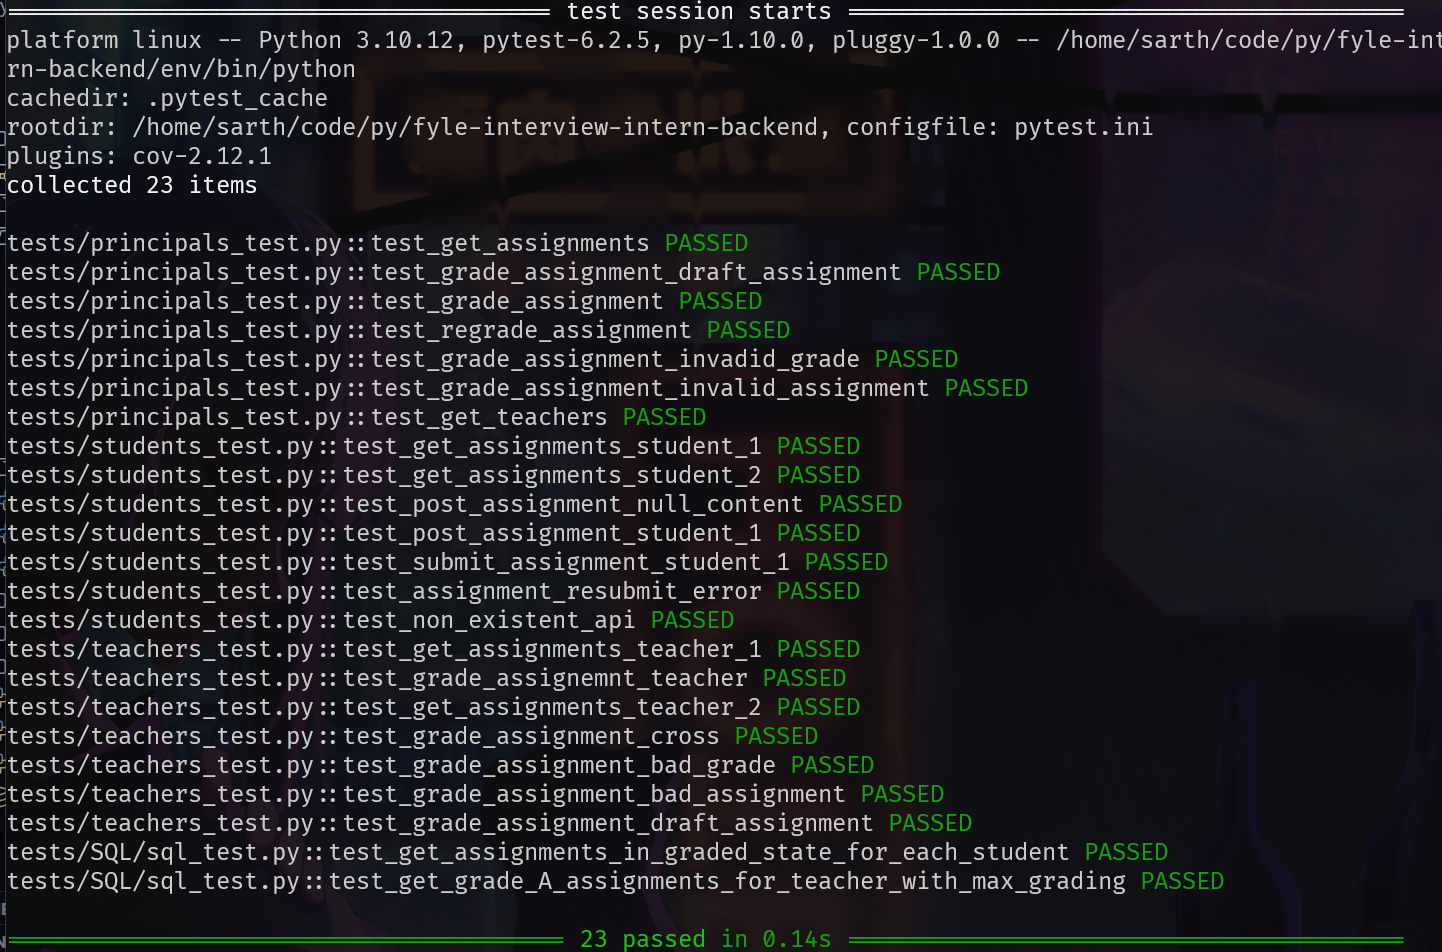 test session starts
platform linux -- Python 3.10.12, pytest-6.2.5, py-1.10.0, pluggy-1.0.0 -- /home/sarth/code/py/fyle-int
rn-backend/env/bin/python
cachedir: .pytest_cache
rootdir: /home/sarth/code/py/fyle-interview-intern-backend, configfile: pytest.ini
plugins: cov-2.12.1
collected 23 items
tests/principals_test.py::test_get_assignments PASSED
tests/principals_test.py::test_grade_assignment_draft_assignment PASSED
tests/principals_test.py::test_grade_assignment PASSED
tests/principals_test.py::test_regrade_assignment PASSED
tests/principals_test.py::test_grade_assignment_invadid_grade PASSED
tests/principals_test.py::test_grade_assignment_invalid_assignment PASSED
tests/principals_test.py::test_get_teachers PASSED
tests/students_test.py::test_get_assignments_student_1 PASSED
tests/students_test.py::test_get_assignments_student_2 PASSED
tests/students_test.py::test_post_assignment_null_content PASSED
tests/students_test.py::test_post_assignment_student_1 PASSED
tests/students_test.py::test_submit_assignment_student_1 PASSED
tests/students_test.py::test_assignment_resubmit_error PASSED
tests/students_test.py::test_non_existent_api PASSED
tests/teachers_test.py::test_get_assignments_teacher_1 PASSED
tests/teachers_test.py::test_grade_assignemnt_teacher PASSED
tests/teachers_test.py::test_get_assignments_teacher_2 PASSED
tests/teachers_test.py::test_grade_assignment_cross PASSED
tests/teachers_test.py::test_grade_assignment_bad_grade PASSED
tests/teachers_test.py::test_grade_assignment_bad_assignment PASSED
tests/teachers_test.py::test_grade_assignment_draft_assignment PASSED
tests/SQL/sql_test.py::test_get_assignments_in_graded_state_for_each_student PASSED
tests/SQL/sql_test.py::test_get_grade_A_assignments_for_teacher_with_max_grading PASSED
23 passed in 0.14s